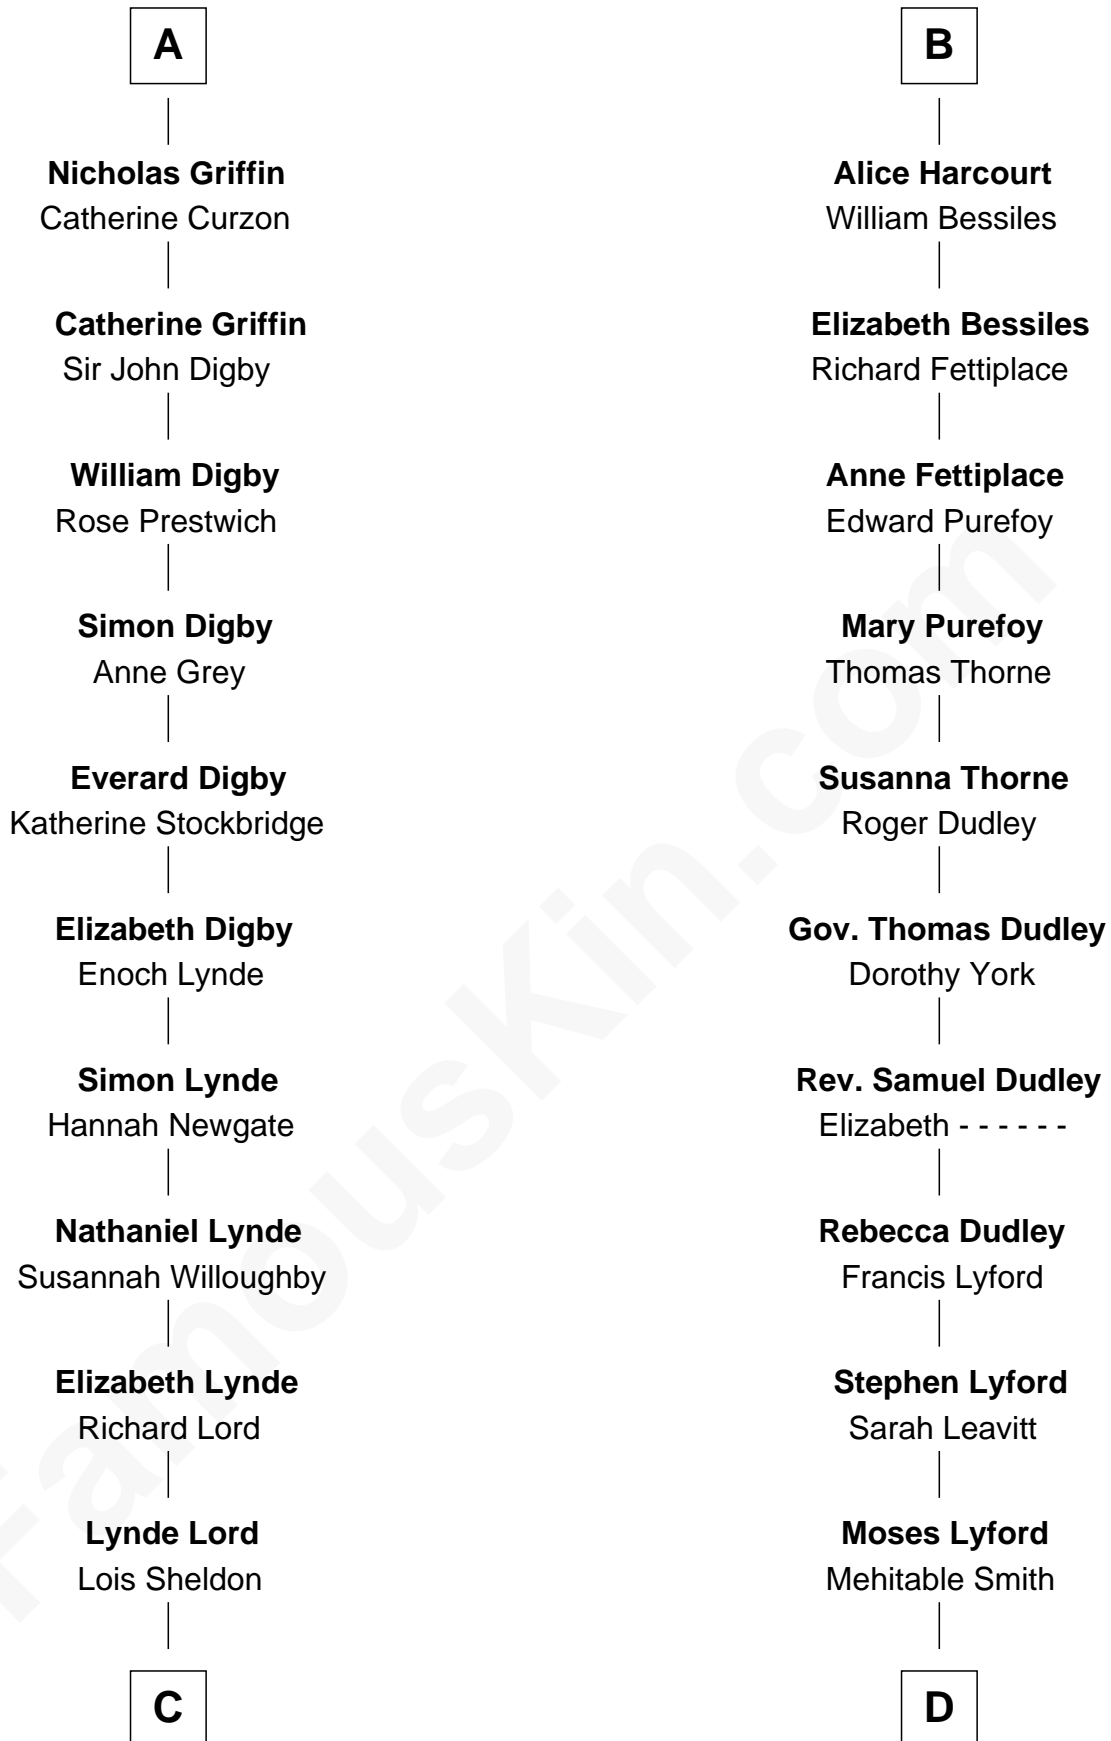 A
Nicholas Griffin
Catherine Curzon
Catherine Griffin
Sir John Digby
William Digby
Rose Prestwich
Simon Digby
Anne Grey
Everard Digby
Katherine Stockbridge
Elizabeth Digby
Enoch Lynde
Simon Lynde
Hannah Newgate
Nathaniel Lynde
Susannah Willoughby
Elizabeth Lynde
Richard Lord
Lynde Lord
Lois Sheldon
C
B
Alice Harcourt
William Bessiles
Elizabeth Bessiles
Richard Fettiplace
Anne Fettiplace
Edward Purefoy
Mary Purefoy
Thomas Thorne
Susanna Thorne
Roger Dudley
Gov. Thomas Dudley
Dorothy York
Rev. Samuel Dudley
Elizabeth - - - - - -
Rebecca Dudley
Francis Lyford
Stephen Lyford
Sarah Leavitt
Moses Lyford
Mehitable Smith
D
FamousKin.com